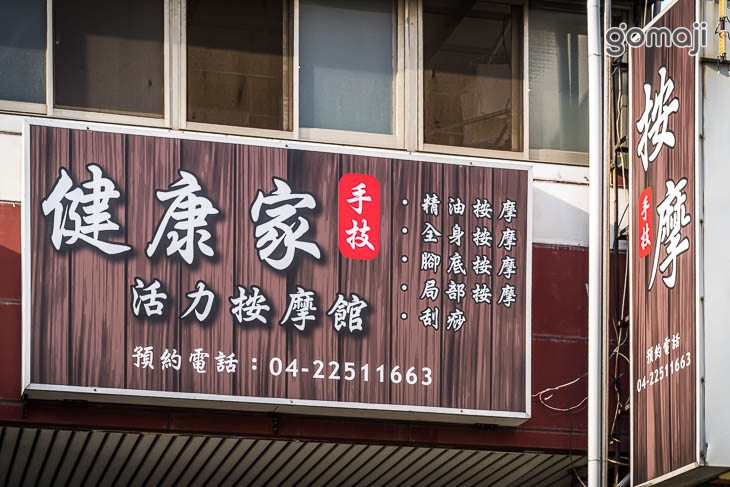 gomaji
健康家 手技
活力按摩館
預約電話：04-22511663
·精油按摩
·全身按摩
·腳底按摩
·局部按摩
·刮痧
按摩
手技
預約電話
04-22511663